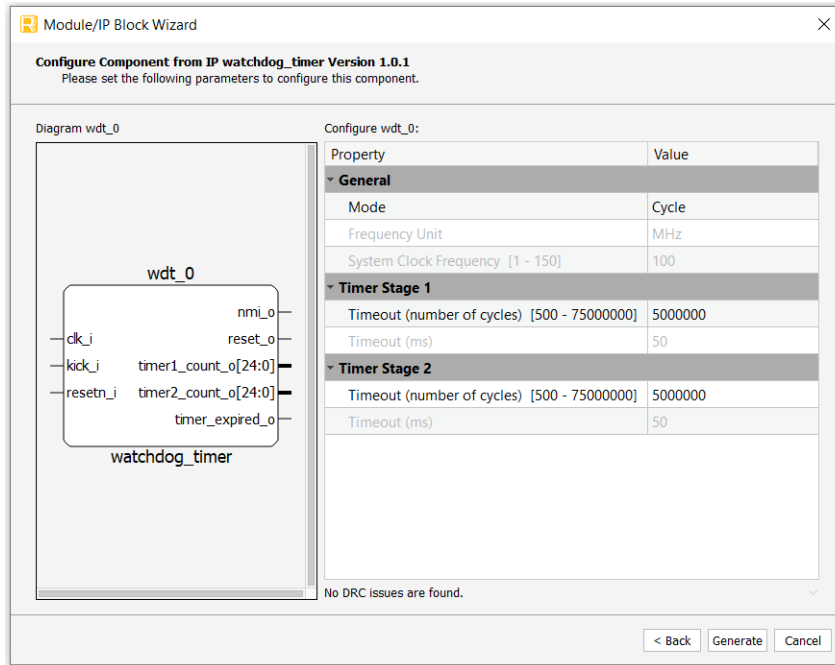 Module/IP Block Wizard
Configure Component from IP watchdog_timer Version 1.0.1
Please set the following parameters to configure this component.
Diagram wdt_0
wdt_0
clk_i
kick_i
resetn_i
nmi_o
reset_o
timer1_count_o[24:0]
timer2_count_o[24:0]
timer_expired_o
watchdog_timer
Configure wdt_0:
Property Value
General
Mode Cycle
Frequency Unit MHz
System Clock Frequency [1 - 150] 100
Timer Stage 1
Timeout (number of cycles) [500 - 75000000] 5000000
Timeout (ms) 50
Timer Stage 2
Timeout (number of cycles) [500 - 75000000] 5000000
Timeout (ms) 50
No DRC issues are found.
< Back Generate Cancel